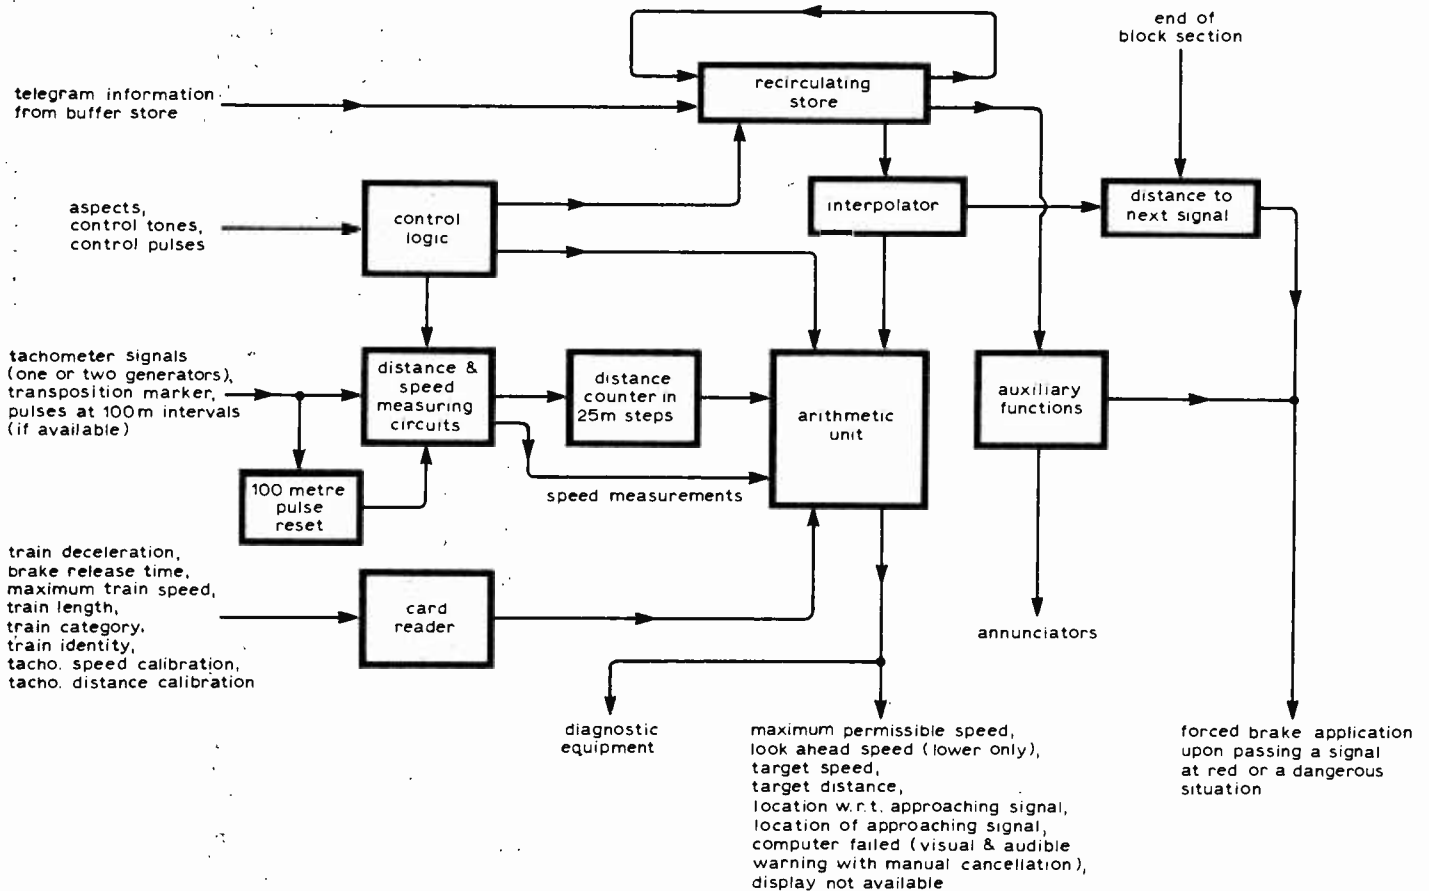 end of
block section
recirculating
store
telegram information
from buffer store
interpolator
distance to
next signal
aspects,
control tones,
control pulses
control
logic
tachometer signals
(one or two generators),
transposition marker,
pulses at 100m intervals
(if available)
distance &
speed
measuring
circuits
distance
counter in
25m steps
arithmetic
unit
auxiliary
functions
100 metre
pulse
reset
speed measurements
train deceleration,
brake release time,
maximum train speed,
train length,
train category,
train identity,
tacho. speed calibration,
tacho. distance calibration
card
reader
annunciators
diagnostic
equipment
maximum permissible speed,
look ahead speed (lower only),
target speed,
target distance,
location w.r.t. approaching signal,
location of approaching signal,
computer failed (visual & audible
warning with manual cancellation),
display not available
forced brake application
upon passing a signal
at red or a dangerous
situation